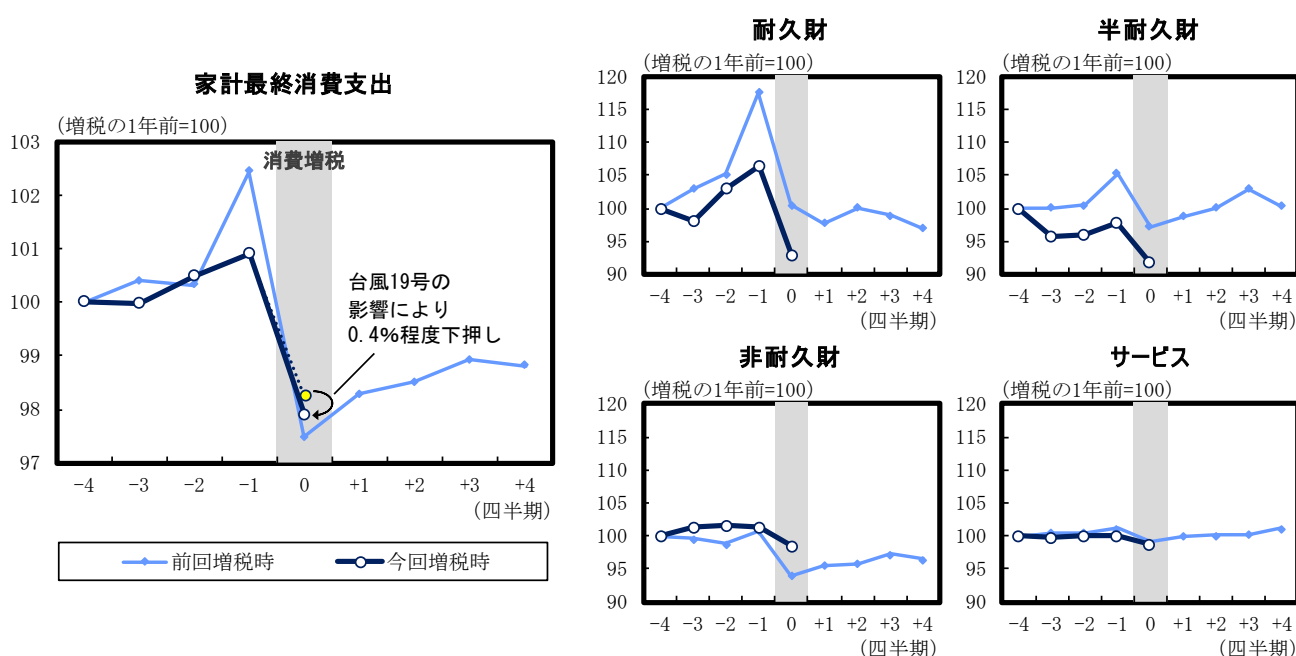 家計最終消費支出
(増税の1年前=100)
103
102
101
100
99
98
97
消費増税
台風19号の
影響により
0.4%程度下押し
-4 -3 -2 -1 0 +1 +2 +3 +4
(四半期)
前回増税時 今回増税時
耐久財
(増税の1年前=100)
120
115
110
105
100
95
90
-4 -3 -2 -1 0 +1 +2 +3 +4
(四半期)
半耐久財
(増税の1年前=100)
120
115
110
105
100
95
90
-4 -3 -2 -1 0 +1 +2 +3 +4
(四半期)
非耐久財
(増税の1年前=100)
120
115
110
105
100
95
90
-4 -3 -2 -1 0 +1 +2 +3 +4
(四半期)
サービス
(増税の1年前=100)
120
115
110
105
100
95
90
-4 -3 -2 -1 0 +1 +2 +3 +4
(四半期)